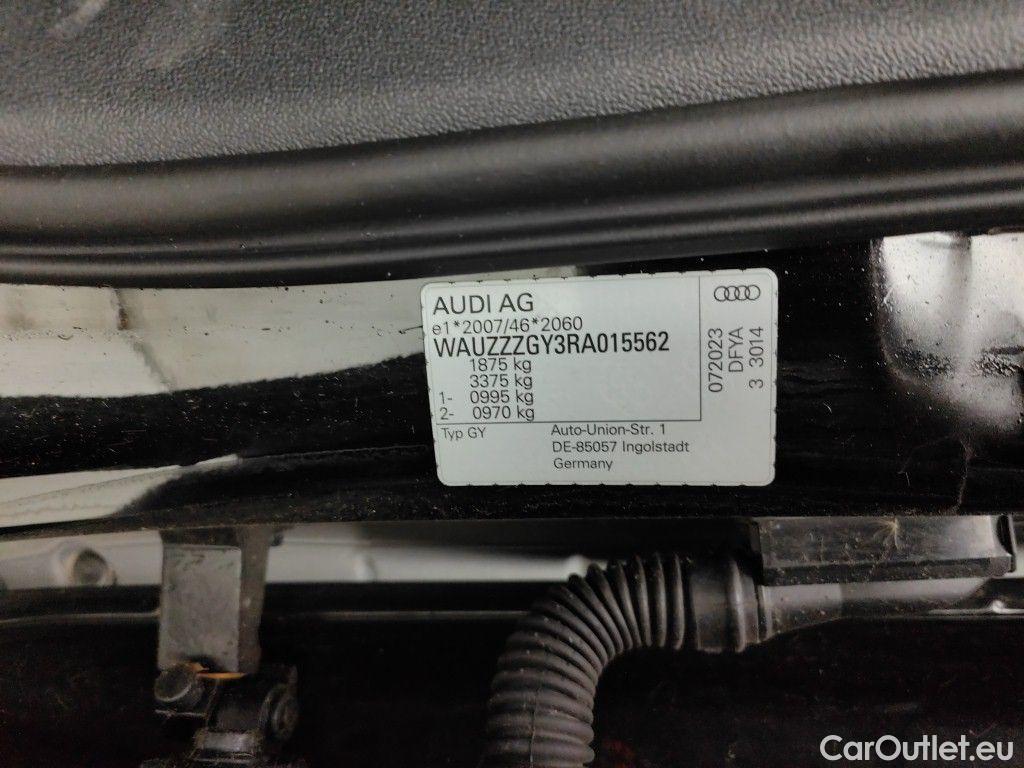 AUDI AG
e1*2007/46*2060
WAUZZZGY3RA015562
1875 kg
3375 kg
1- 0995 kg
2- 0970 kg
Typ GY
Auto-Union-Str. 1
DE-85057 Ingolstadt
Germany
072023
DFYA
3 3014
CarOutlet.eu